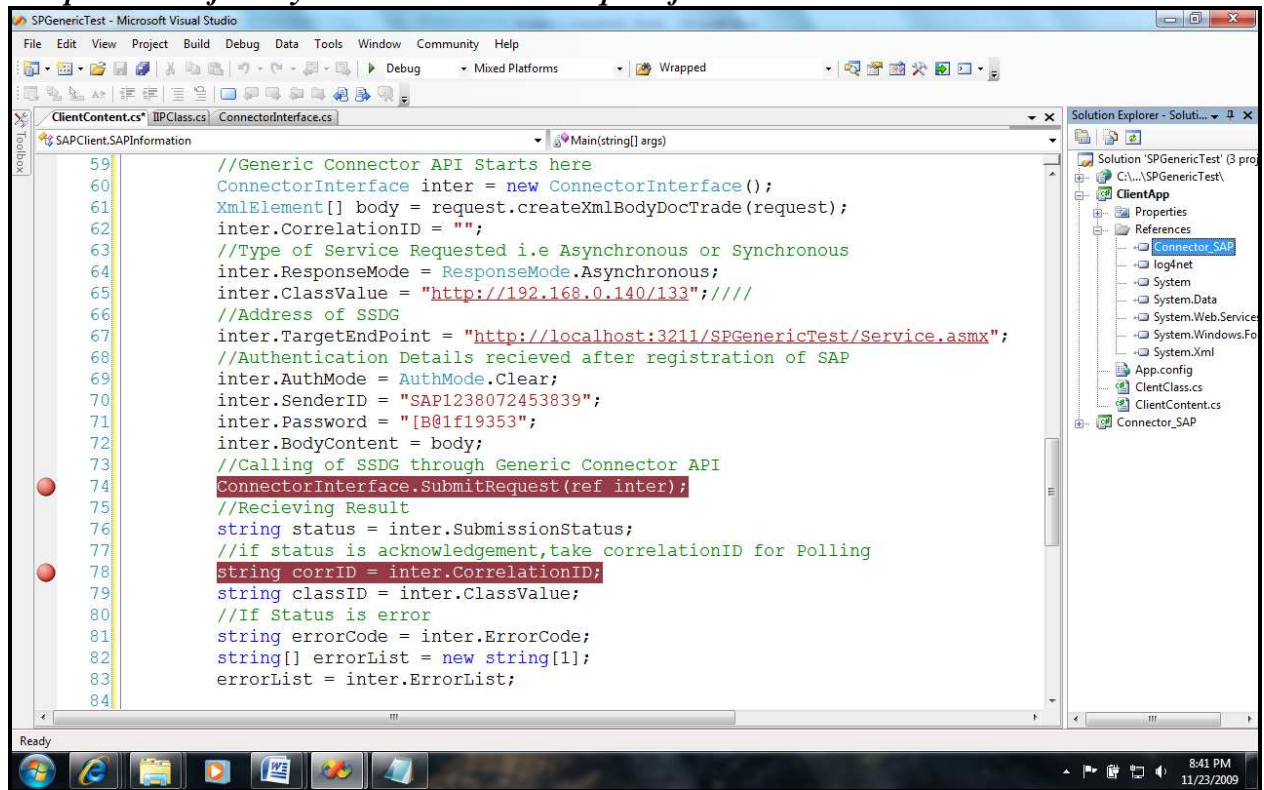 SPGenericTest - Microsoft Visual Studio
File Edit View Project Build Debug Data Tools Window Community Help
Debug Mixed Platforms Wrapped
ClientContent.cs* IIPClass.cs ConnectorInterface.cs
SAPClient.SAPInformation Main(string[] args)
Toolbox
59 //Generic Connector API Starts here
60 ConnectorInterface inter = new ConnectorInterface();
61 XmlElement[] body = request.createXmlBodyDocTrade(request);
62 inter.CorrelationID = "";
63 //Type of Service Requested i.e Asynchronous or Synchronous
64 inter.ResponseMode = ResponseMode.Asynchronous;
65 inter.ClassValue = "http://192.168.0.140/133";////
66 //Address of SSDG
67 inter.TargetEndPoint = "http://localhost:3211/SPGenericTest/Service.asmx";
68 //Authentication Details recieved after registration of SAP
69 inter.AuthMode = AuthMode.Clear;
70 inter.SenderID = "SAP1238072453839";
71 inter.Password = "[B@1f19353";
72 inter.BodyContent = body;
73 //Calling of SSDG through Generic Connector API
74 ConnectorInterface.SubmitRequest(ref inter);
75 //Recieving Result
76 string status = inter.SubmissionStatus;
77 //if status is acknowledgement,take correlationID for Polling
78 string corrID = inter.CorrelationID;
79 string classID = inter.ClassValue;
80 //If Status is error
81 string errorCode = inter.ErrorCode;
82 string[] errorList = new string[1];
83 errorList = inter.ErrorList;
84
Solution Explorer - Soluti...
Solution 'SPGenericTest' (3 proj
C:\...\SPGenericTest\
ClientApp
Properties
References
Connector_SAP
log4net
System
System.Data
System.Web.Services
System.Windows.Fo
System.Xml
App.config
ClentClass.cs
ClientContent.cs
Connector_SAP
Ready
8:41 PM
11/23/2009